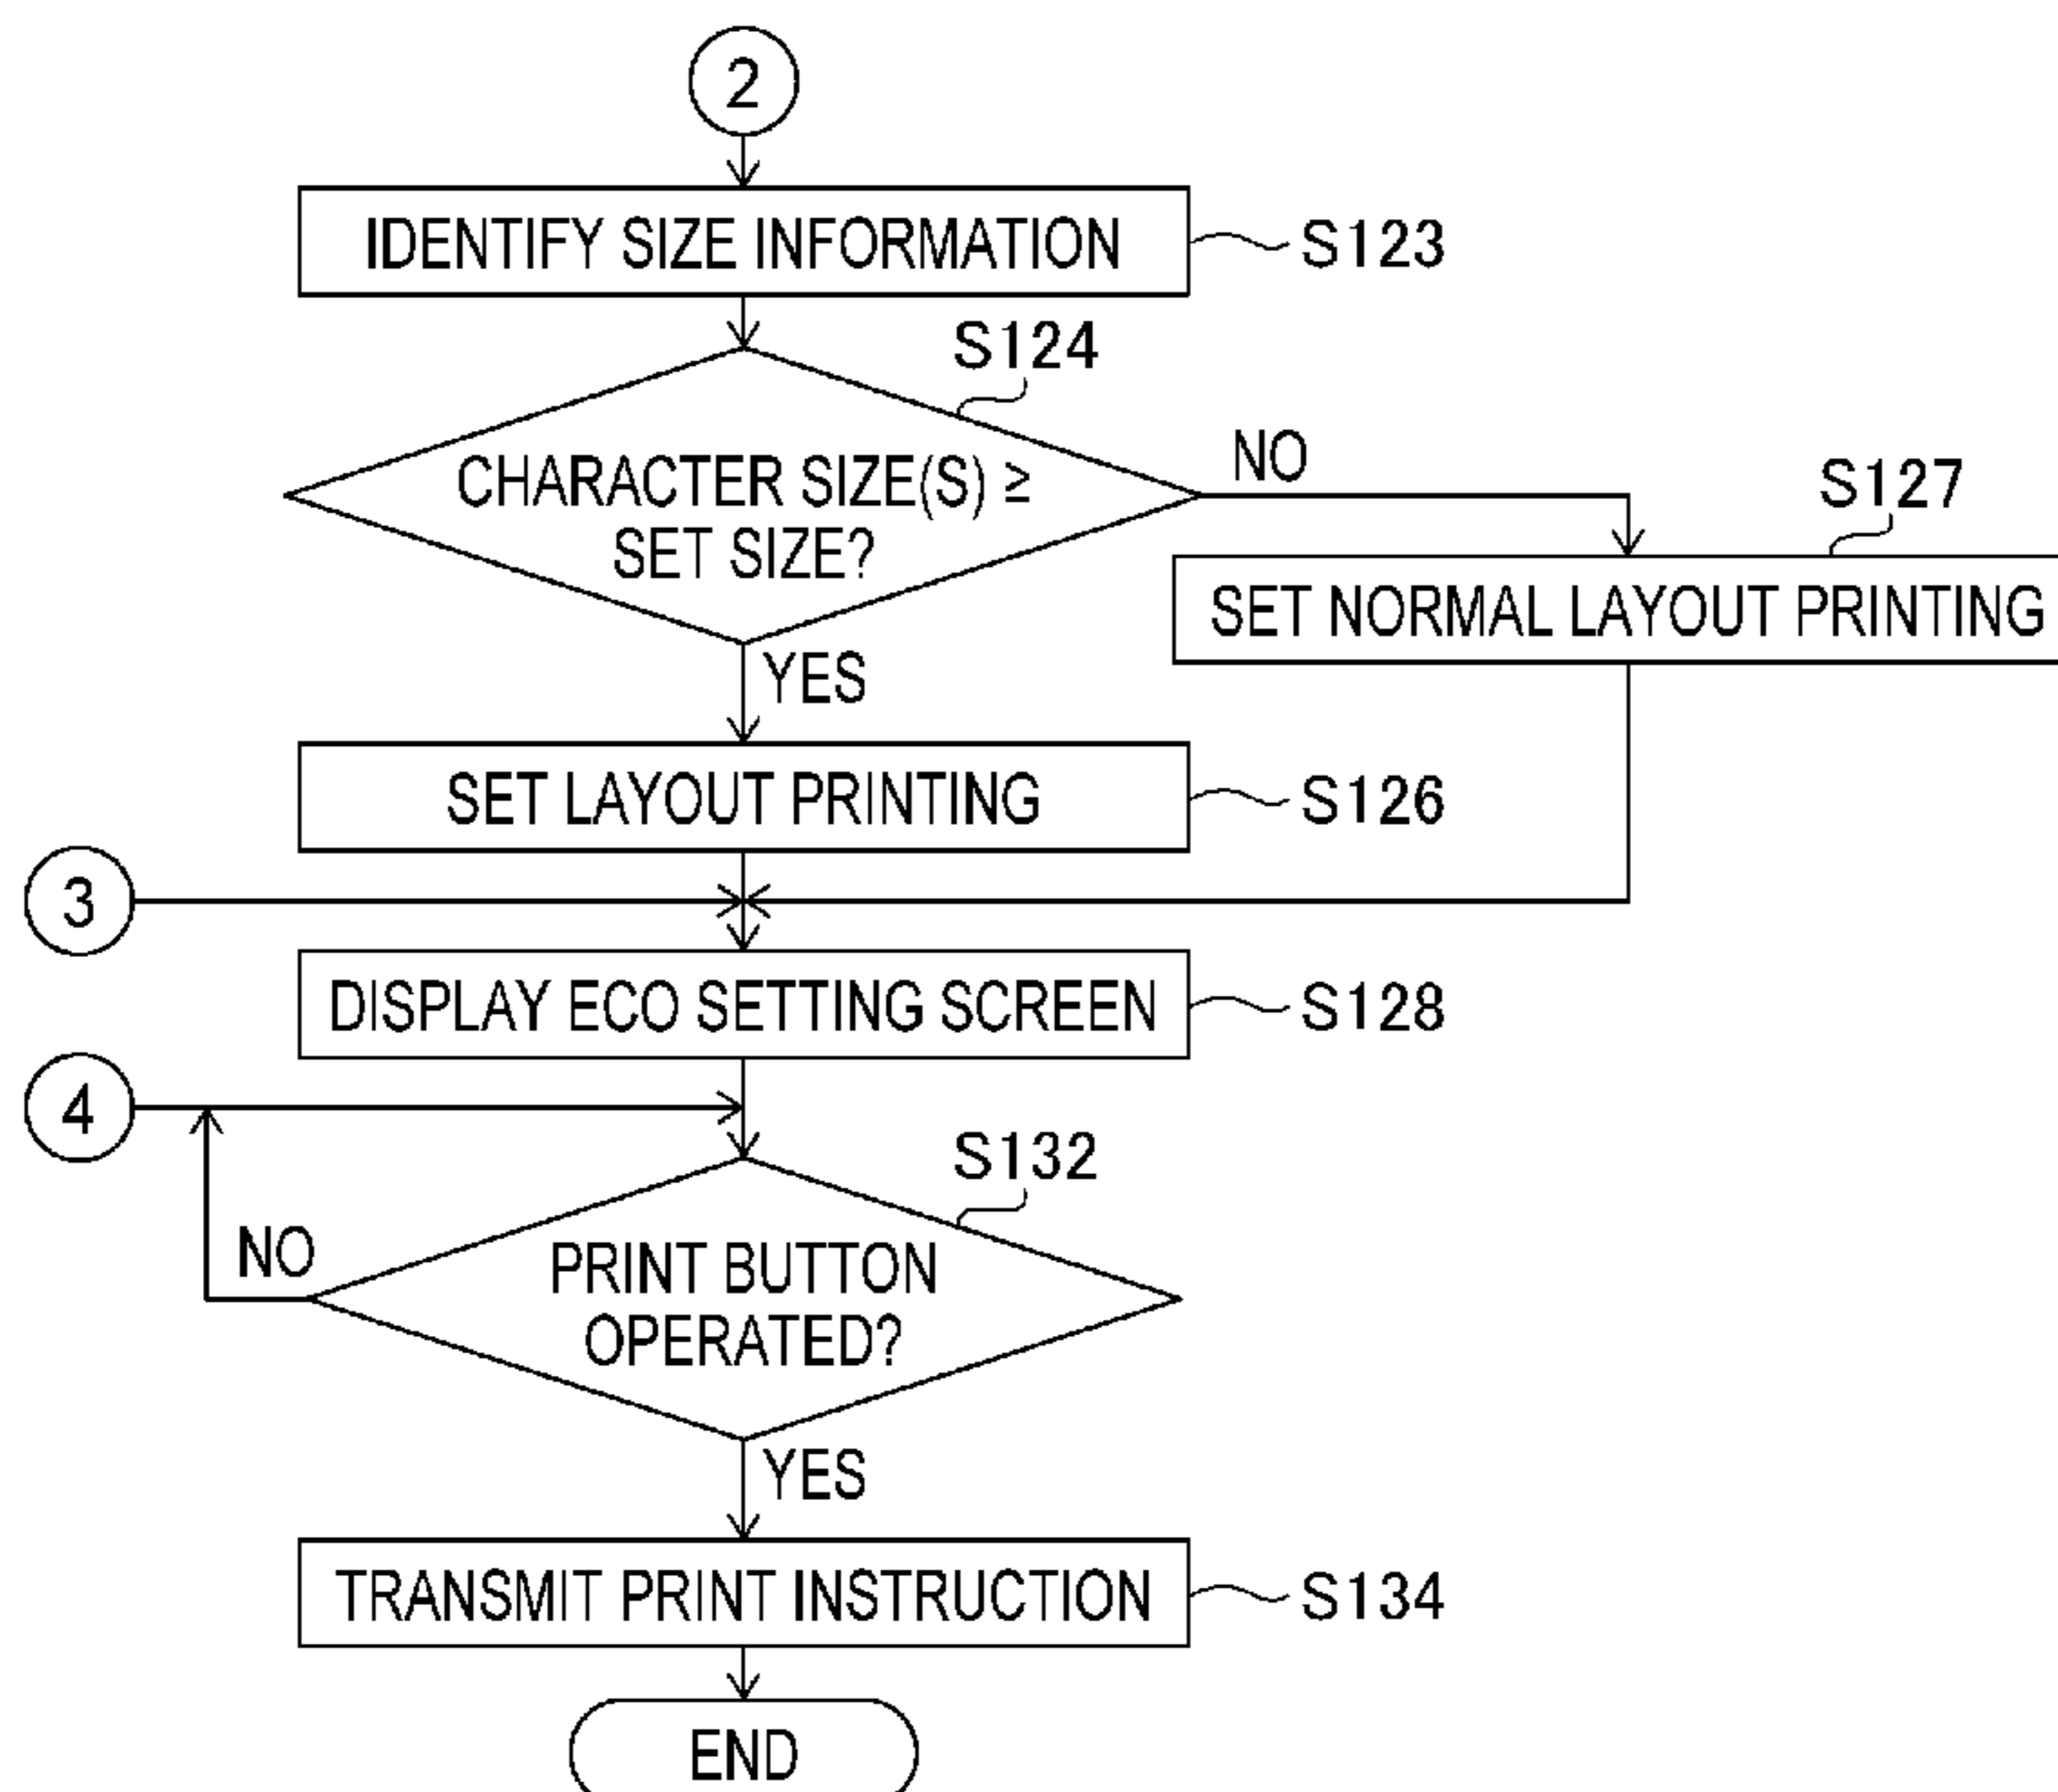 2
IDENTIFY SIZE INFORMATION
S123
S124
CHARACTER SIZE(S) ≥
SET SIZE?
NO
S127
SET NORMAL LAYOUT PRINTING
YES
SET LAYOUT PRINTING
S126
3
DISPLAY ECO SETTING SCREEN
S128
4
S132
NO
PRINT BUTTON
OPERATED?
YES
TRANSMIT PRINT INSTRUCTION
S134
END